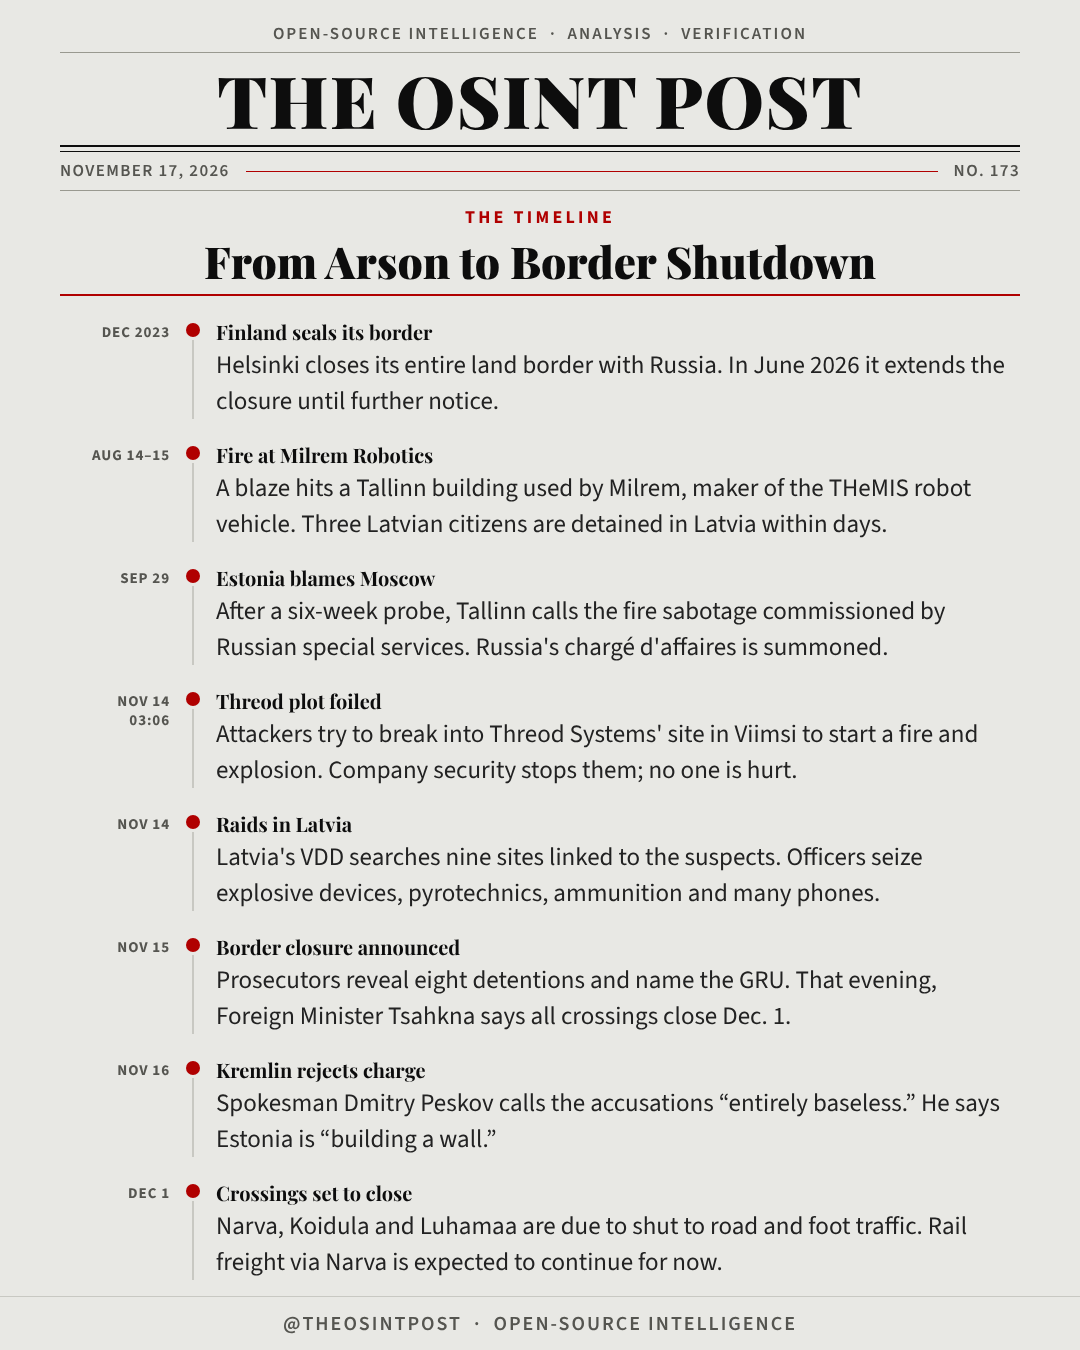 OPEN-SOURCE INTELLIGENCE · ANALYSIS · VERIFICATION
THE OSINT POST
NOVEMBER 17, 2026 NO. 173
THE TIMELINE
From Arson to Border Shutdown
DEC 2023 Finland seals its border
Helsinki closes its entire land border with Russia. In June 2026 it extends the
closure until further notice.
AUG 14–15 Fire at Milrem Robotics
A blaze hits a Tallinn building used by Milrem, maker of the THeMIS robot
vehicle. Three Latvian citizens are detained in Latvia within days.
SEP 29 Estonia blames Moscow
After a six-week probe, Tallinn calls the fire sabotage commissioned by
Russian special services. Russia's chargé d'affaires is summoned.
NOV 14 Threod plot foiled
03:06
Attackers try to break into Threod Systems' site in Viimsi to start a fire and
explosion. Company security stops them; no one is hurt.
NOV 14 Raids in Latvia
Latvia's VDD searches nine sites linked to the suspects. Officers seize
explosive devices, pyrotechnics, ammunition and many phones.
NOV 15 Border closure announced
Prosecutors reveal eight detentions and name the GRU. That evening,
Foreign Minister Tsahkna says all crossings close Dec. 1.
NOV 16 Kremlin rejects charge
Spokesman Dmitry Peskov calls the accusations “entirely baseless.” He says
Estonia is “building a wall.”
DEC 1 Crossings set to close
Narva, Koidula and Luhamaa are due to shut to road and foot traffic. Rail
freight via Narva is expected to continue for now.
@THEOSINTPOST · OPEN-SOURCE INTELLIGENCE